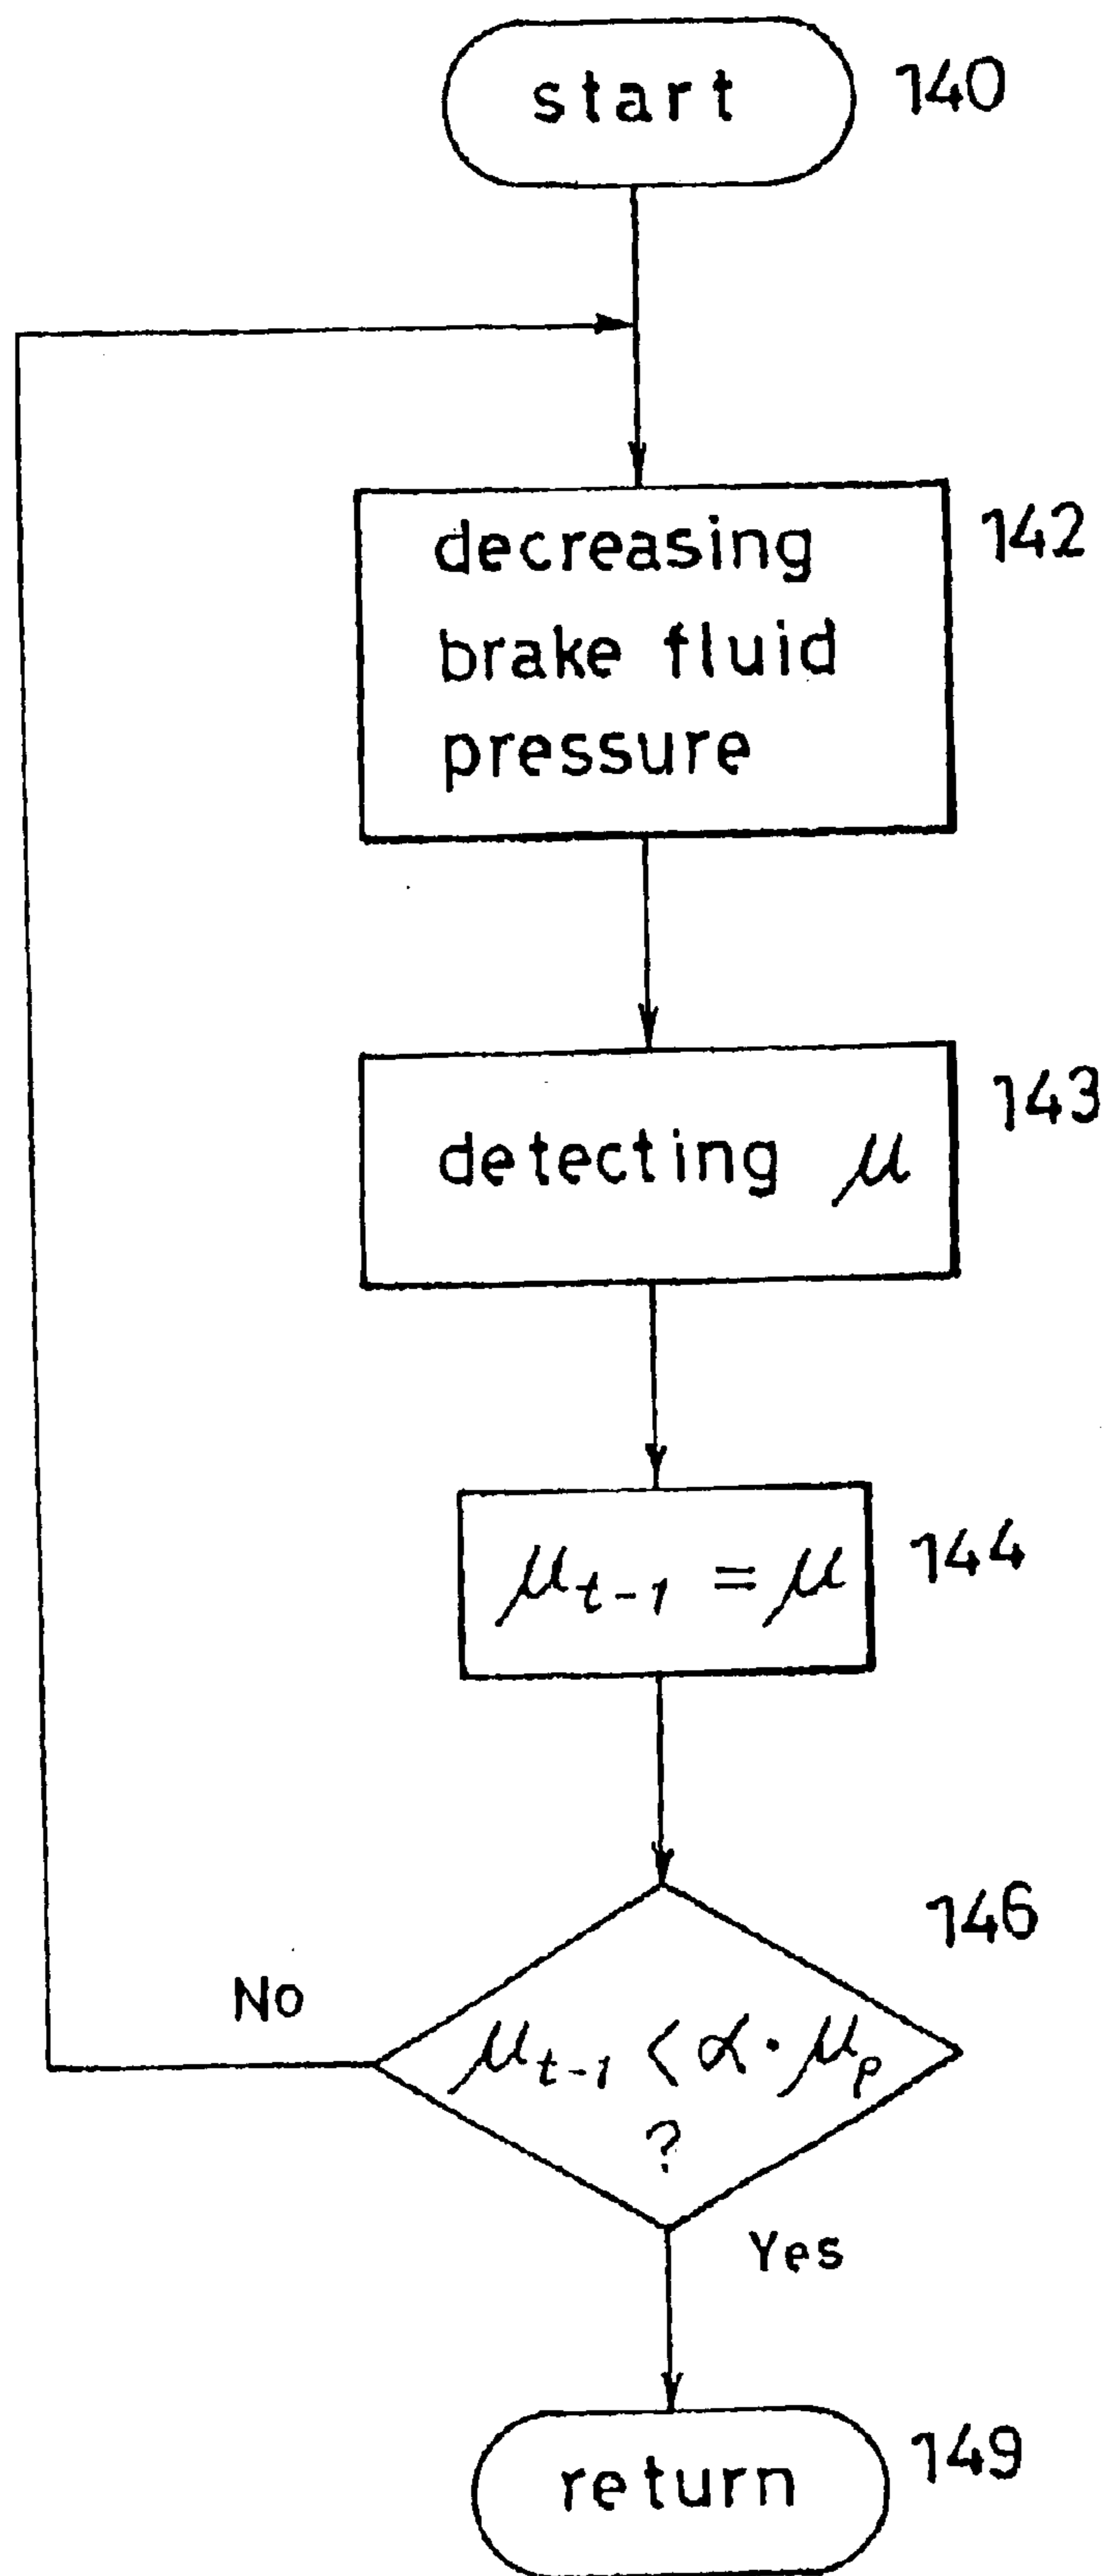 start
140
decreasing
brake fluid
pressure
142
detecting μ
143
μt-1 = μ
144
146
No
μt-1 < α·μp
?
Yes
return
149